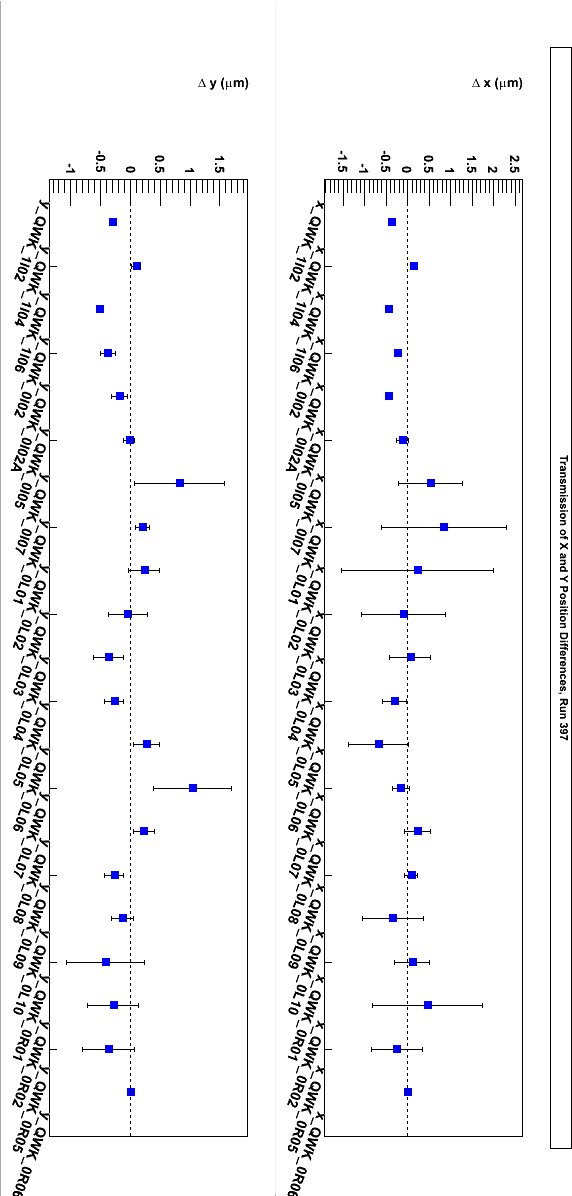 Transmission of X and Y Position Differences, Run 397
Δ x (μm)
2.5
2
1.5
1
0.5
0
-0.5
-1
-1.5
x_QWK_1I02
x_QWK_1I04
x_QWK_1I06
x_QWK_0I02
x_QWK_0I02A
x_QWK_0I05
x_QWK_0I07
x_QWK_0L01
x_QWK_0L02
x_QWK_0L03
x_QWK_0L04
x_QWK_0L05
x_QWK_0L06
x_QWK_0L07
x_QWK_0L08
x_QWK_0L09
x_QWK_0L10
x_QWK_0R01
x_QWK_0R02
x_QWK_0R05
x_QWK_0R06
Δ y (μm)
1.5
1
0.5
0
-0.5
-1
y_QWK_1I02
y_QWK_1I04
y_QWK_1I06
y_QWK_0I02
y_QWK_0I02A
y_QWK_0I05
y_QWK_0I07
y_QWK_0L01
y_QWK_0L02
y_QWK_0L03
y_QWK_0L04
y_QWK_0L05
y_QWK_0L06
y_QWK_0L07
y_QWK_0L08
y_QWK_0L09
y_QWK_0L10
y_QWK_0R01
y_QWK_0R02
y_QWK_0R05
y_QWK_0R06